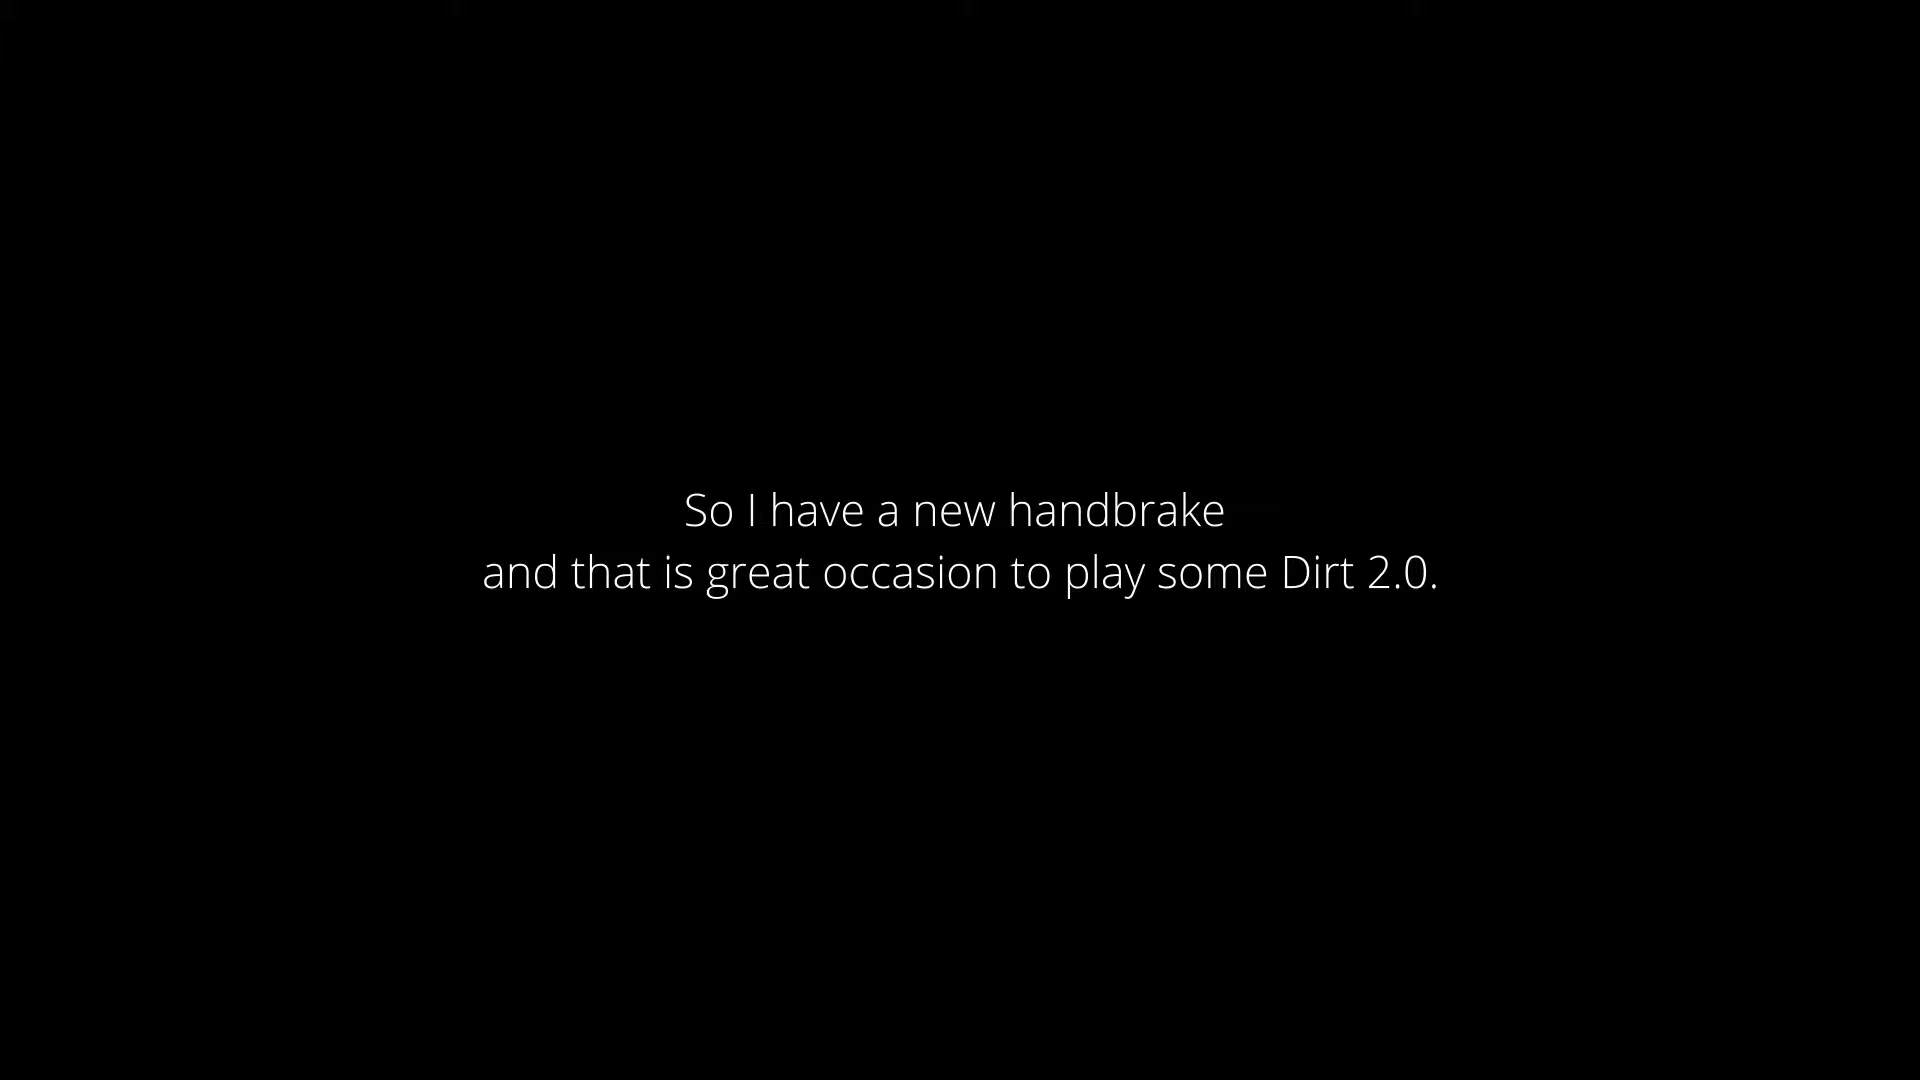 So I have a new handbrake
and that is great occasion to play some Dirt 2.0.